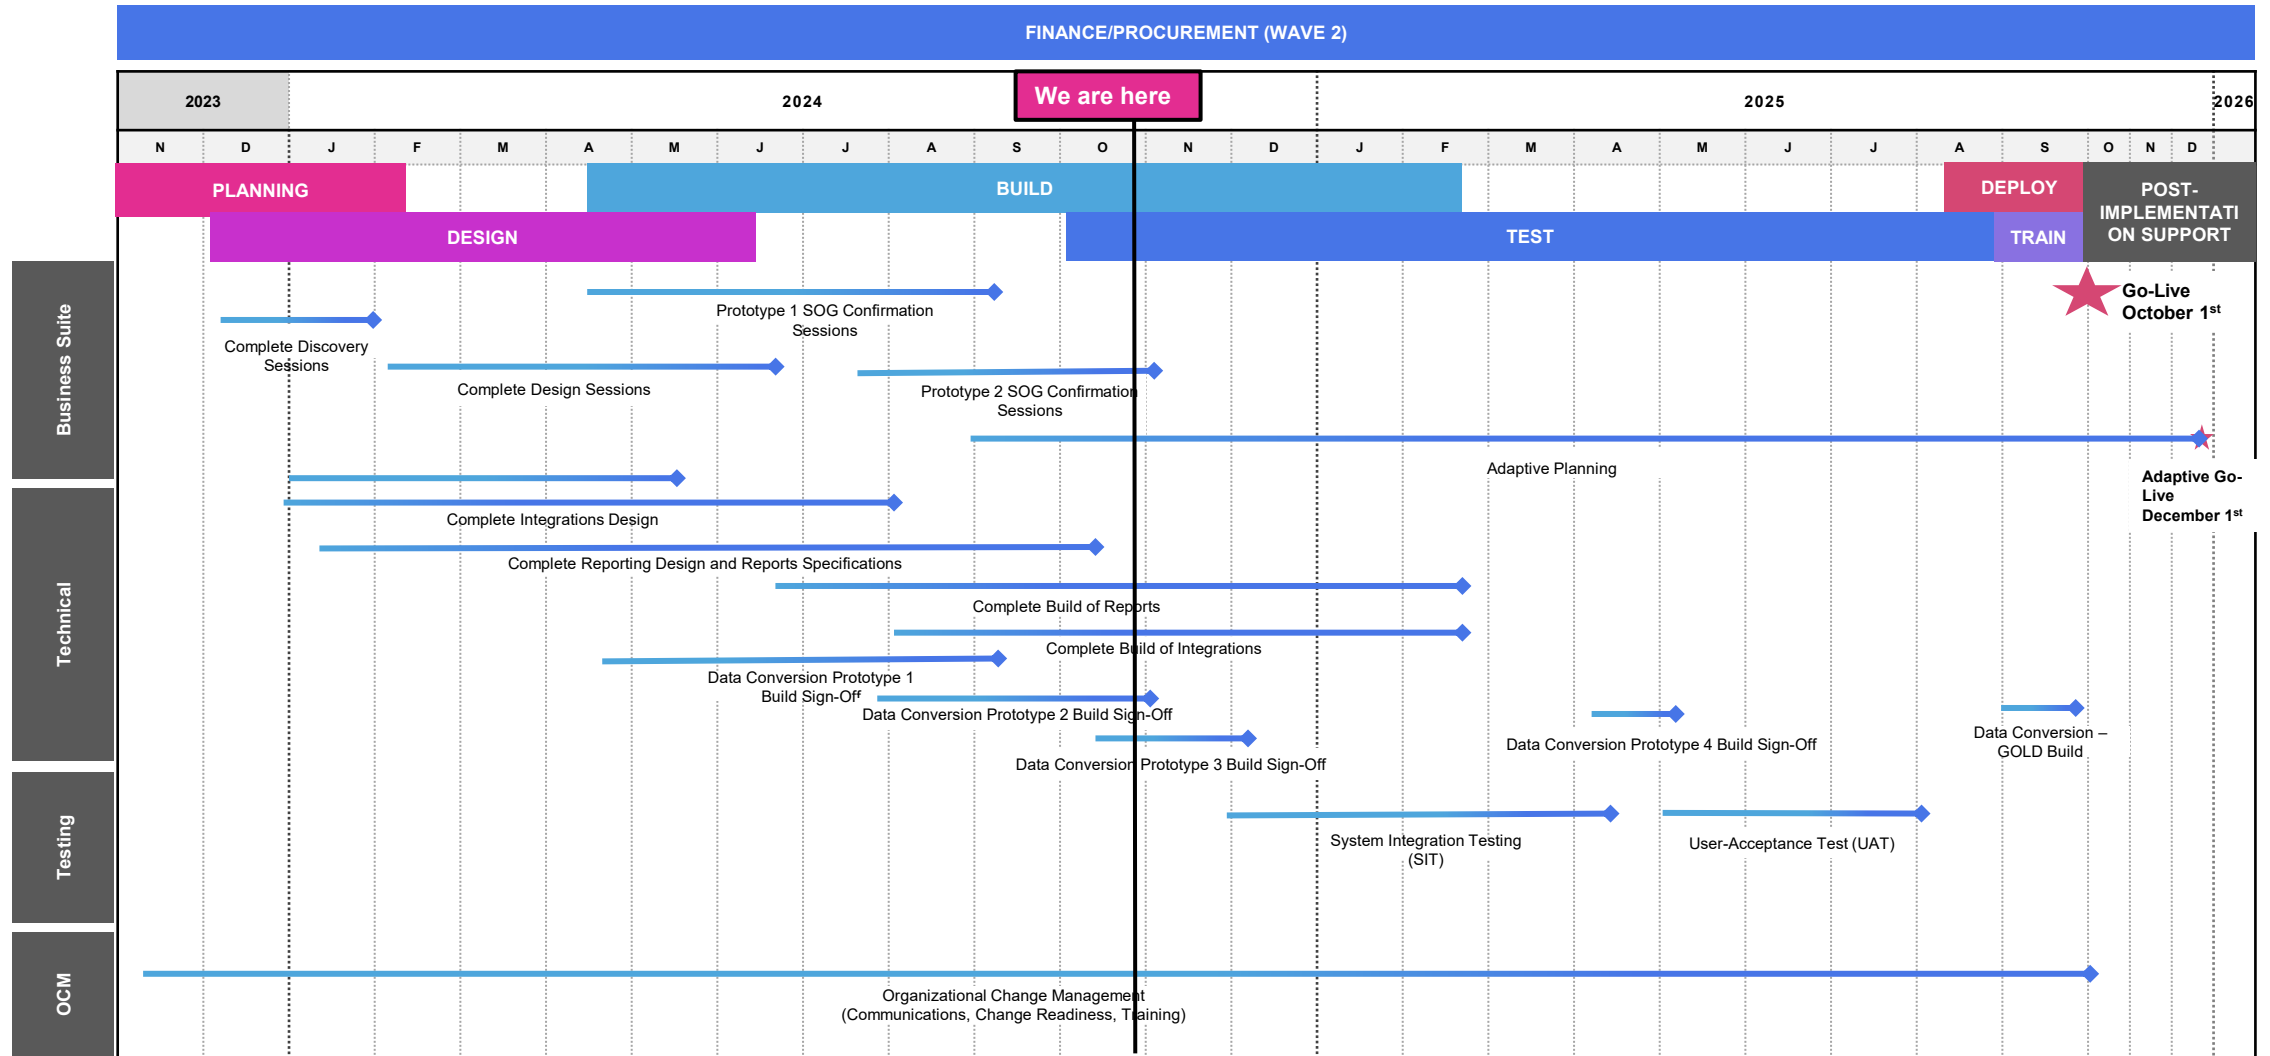 FINANCE/PROCUREMENT (WAVE 2)
We are here
2023
2024
2025
2026
N D J F M A M J J A S O N D J F M A M J J A S O N D
PLANNING
BUILD
DEPLOY
POST-
IMPLEMENTATI
ON SUPPORT
DESIGN
TEST
TRAIN
Business Suite
Prototype 1 SOG Confirmation
Sessions
Go-Live
October 1st
Complete Discovery
Sessions
Complete Design Sessions
Prototype 2 SOG Confirmation
Sessions
Adaptive Planning
Adaptive Go-
Live
December 1st
Technical
Complete Integrations Design
Complete Reporting Design and Reports Specifications
Complete Build of Reports
Complete Build of Integrations
Data Conversion Prototype 1
Build Sign-Off
Data Conversion Prototype 2 Build Sign-Off
Data Conversion Prototype 3 Build Sign-Off
Data Conversion Prototype 4 Build Sign-Off
Data Conversion –
GOLD Build
Testing
System Integration Testing
(SIT)
User-Acceptance Test (UAT)
OCM
Organizational Change Management
(Communications, Change Readiness, Training)